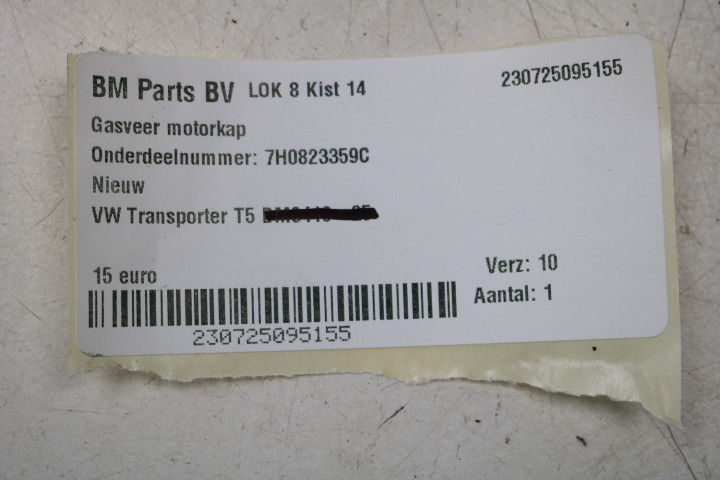 BM Parts BV LOK 8 Kist 14 230725095155
Gasveer motorkap
Onderdeelnummer: 7H0823359C
Nieuw
VW Transporter T5
15 euro
Verz: 10
Aantal: 1
230725095155